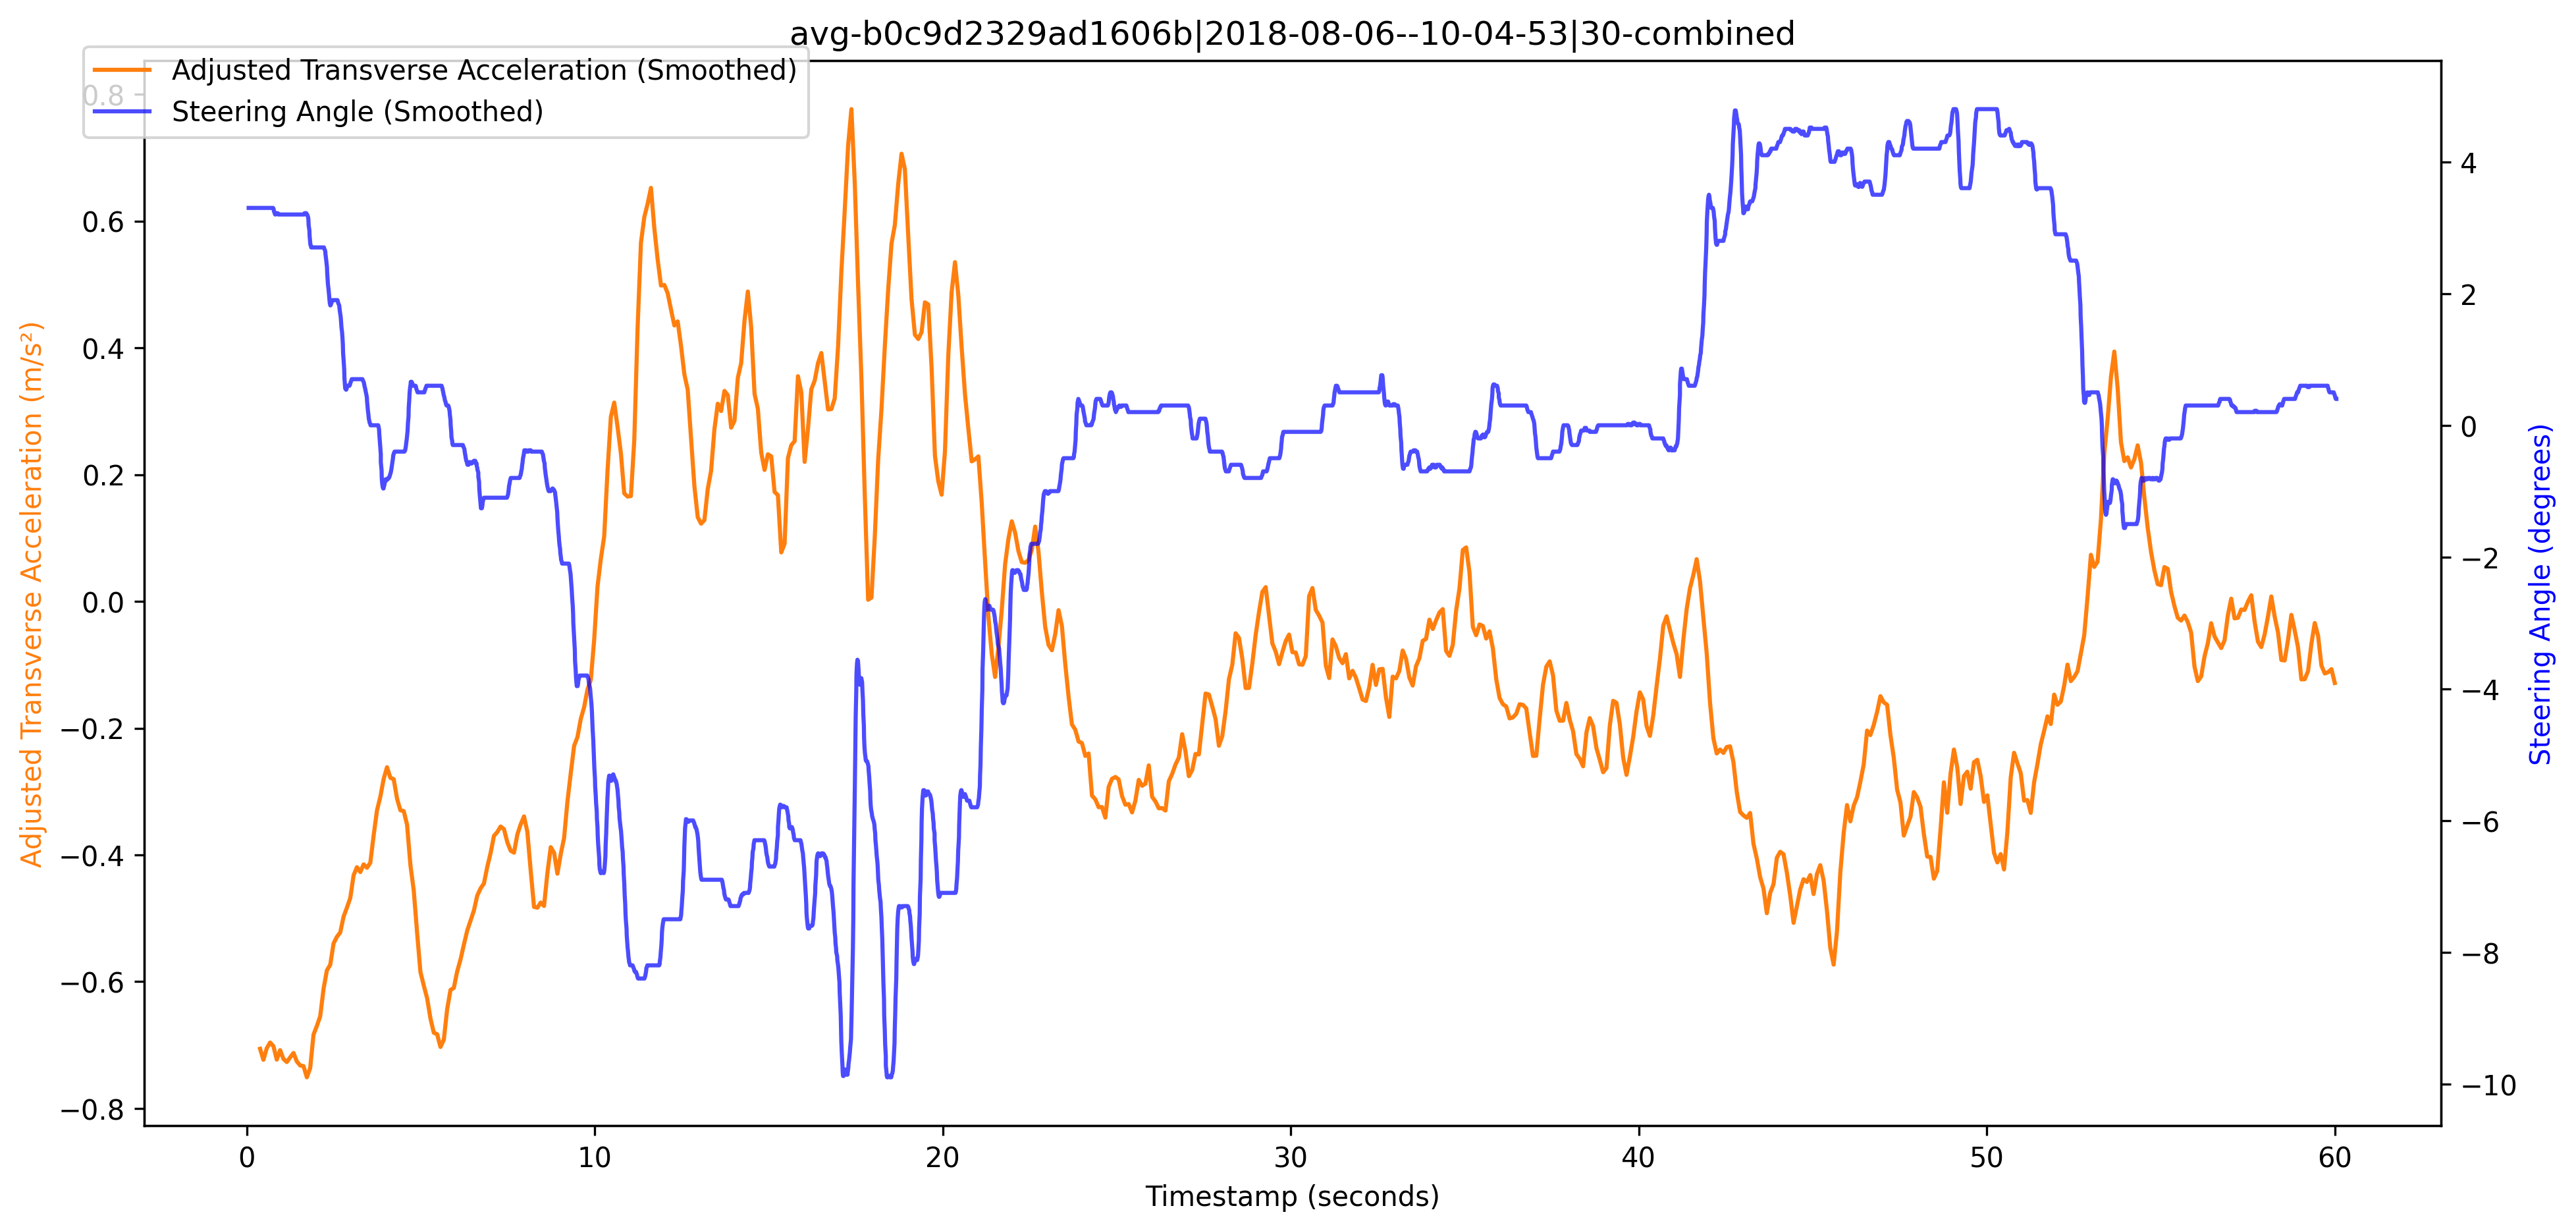 avg-b0c9d2329ad1606b|2018-08-06--10-04-53|30-combined
Adjusted Transverse Acceleration (Smoothed)
Steering Angle (Smoothed)
Adjusted Transverse Acceleration (m/s²)
0.8
0.6
0.4
0.2
0.0
−0.2
−0.4
−0.6
−0.8
4
2
0
−2
−4
−6
−8
−10
Steering Angle (degrees)
0 10 20 30 40 50 60
Timestamp (seconds)